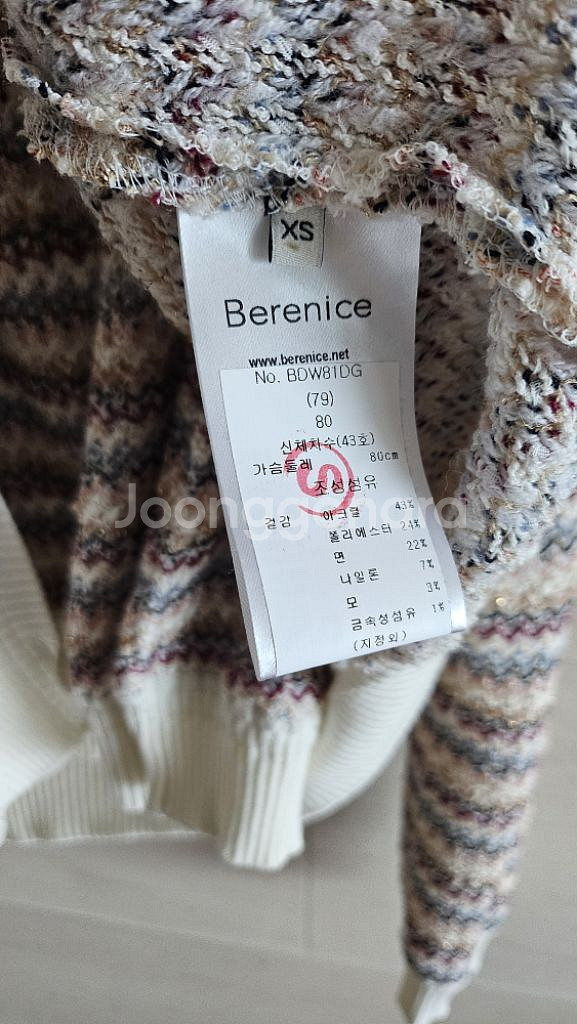 XS
Berenice
www.berenice.net
No. BDW81DG
(79)
80
신체치수(43호)
가슴둘레 80cm
조성섬유
겉감 아크릴 43%
폴리에스터 24%
면 22%
나일론 7%
모 3%
금속성섬유 1%
(지정외)
Joonggonara